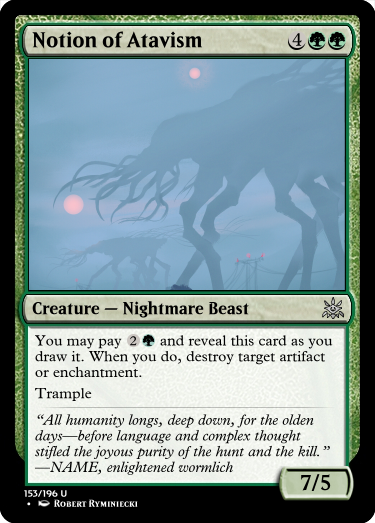 Notion of Atavism 4
Creature — Nightmare Beast
You may pay 2 and reveal this card as you
draw it. When you do, destroy target artifact
or enchantment.
Trample
“All humanity longs, deep down, for the olden
days—before language and complex thought
stifled the joyous purity of the hunt and the kill.”
—NAME, enlightened wormlich
7/5
153/196 U
• Robert Ryminiecki